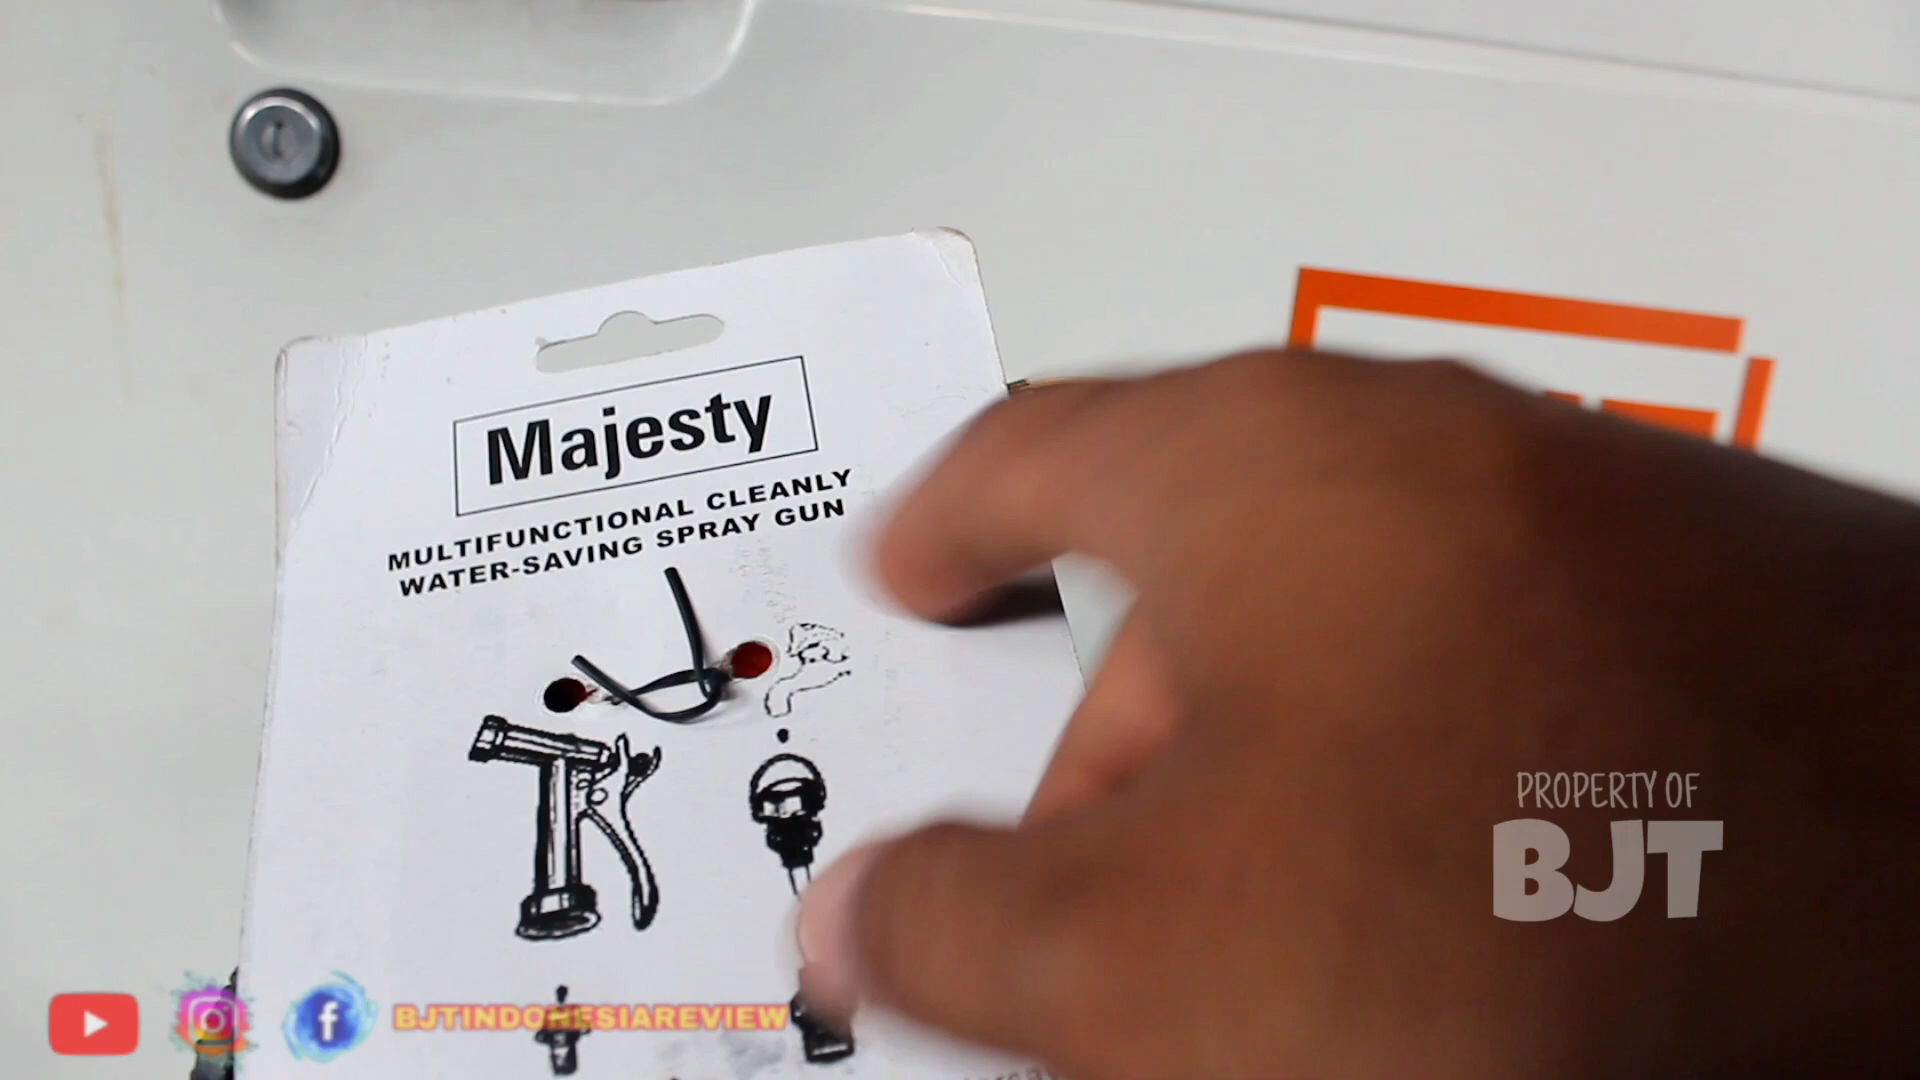 Majesty
MULTIFUNCTIONAL CLEANLY
WATER-SAVING SPRAY GUN
PROPERTY OF
BJT
BJTINDONESIAREVIEW